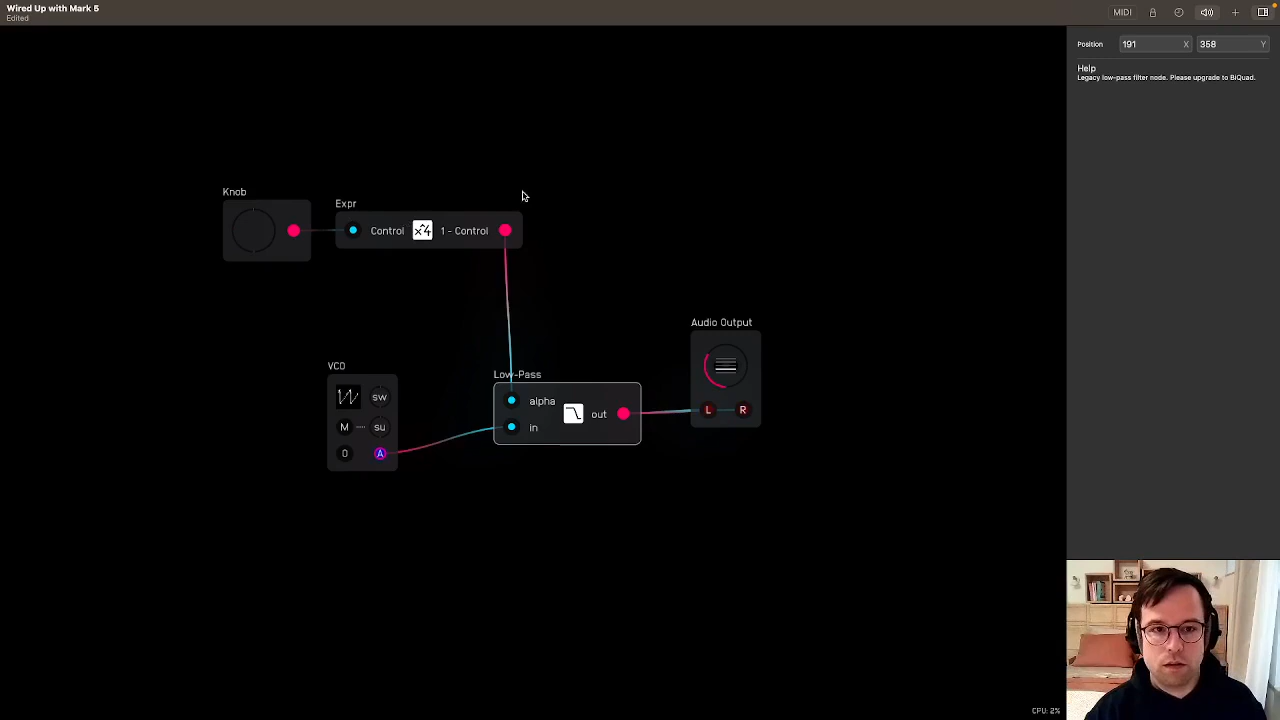 Wired Up with Mark 5
Edited
MIDI
Position 191 X 358 Y
Help
Legacy low-pass filter node. Please upgrade to BiQuad.
Knob
Expr
Control x^4 1 - Control
VCO
sw
M su
0 A
Low-Pass
alpha
out
in
Audio Output
L R
CPU: 2%